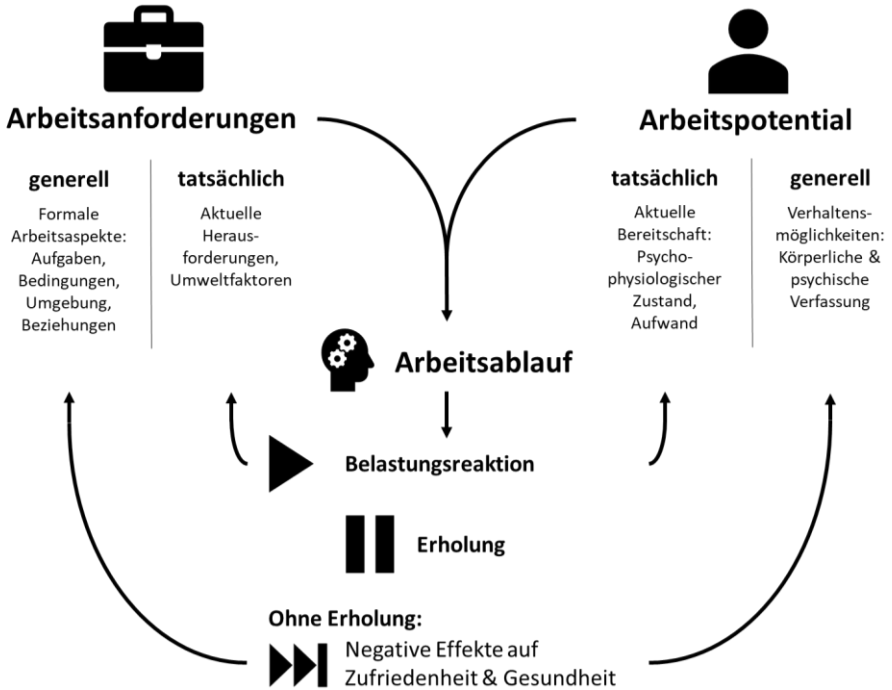 Arbeitsanforderungen
generell
Formale
Arbeitsaspekte:
Aufgaben,
Bedingungen,
Umgebung,
Beziehungen
tatsächlich
Aktuelle
Heraus-
forderungen,
Umweltfaktoren
Arbeitspotential
tatsächlich
Aktuelle
Bereitschaft:
Psycho-
physiologischer
Zustand,
Aufwand
generell
Verhaltens-
möglichkeiten:
Körperliche &
psychische
Verfassung
Arbeitsablauf
Belastungsreaktion
Erholung
Ohne Erholung:
Negative Effekte auf
Zufriedenheit & Gesundheit